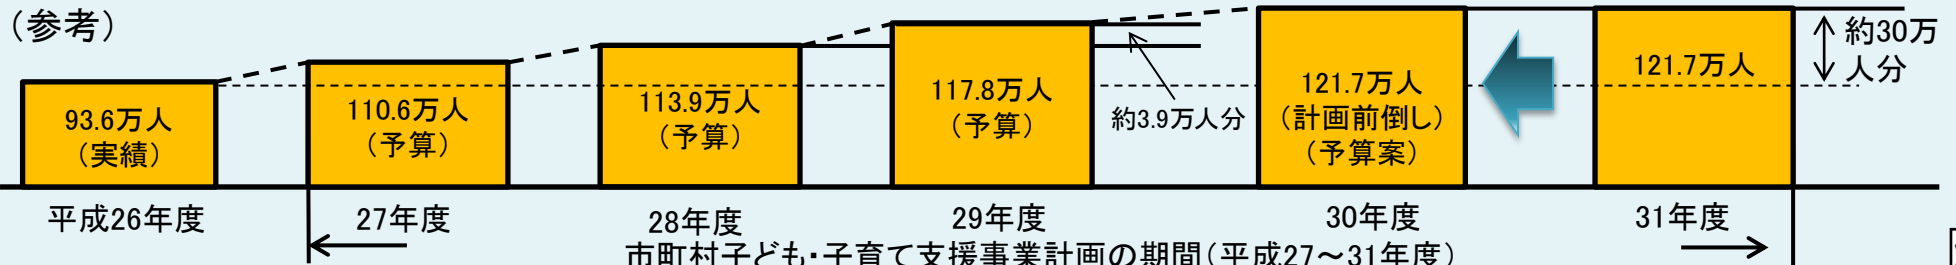 （参考）
93.6万人
（実績）
110.6万人
（予算）
113.9万人
（予算）
117.8万人
（予算）
約3.9万人分
121.7万人
（計画前倒し）
（予算案）
121.7万人
約30万
人分
平成26年度
27年度
28年度
29年度
30年度
31年度
市町村子ども・子育て支援事業計画の期間（平成27～31年度）